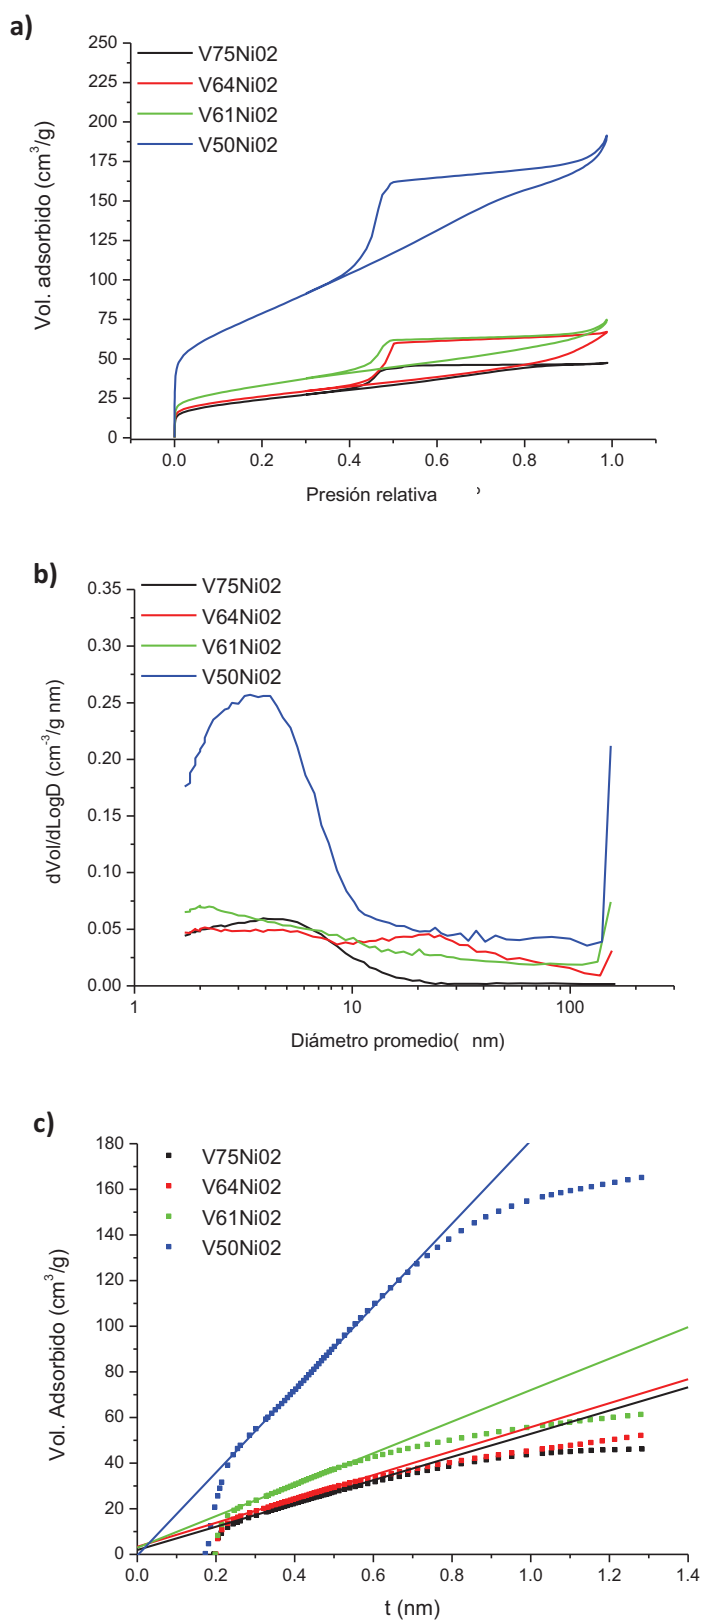 a)
V75Ni02
V64Ni02
V61Ni02
V50Ni02
Vol. adsorbido (cm³/g)
250
225
200
175
150
125
100
75
50
25
0
0.0 0.2 0.4 0.6 0.8 1.0
Presión relativa
b)
V75Ni02
V64Ni02
V61Ni02
V50Ni02
dVol/dLogD (cm⁻³/g nm)
0.35
0.30
0.25
0.20
0.15
0.10
0.05
0.00
1 10 100
Diámetro promedio( nm)
c)
V75Ni02
V64Ni02
V61Ni02
V50Ni02
Vol. Adsorbido (cm³/g)
180
160
140
120
100
80
60
40
20
0
0.0 0.2 0.4 0.6 0.8 1.0 1.2 1.4
t (nm)